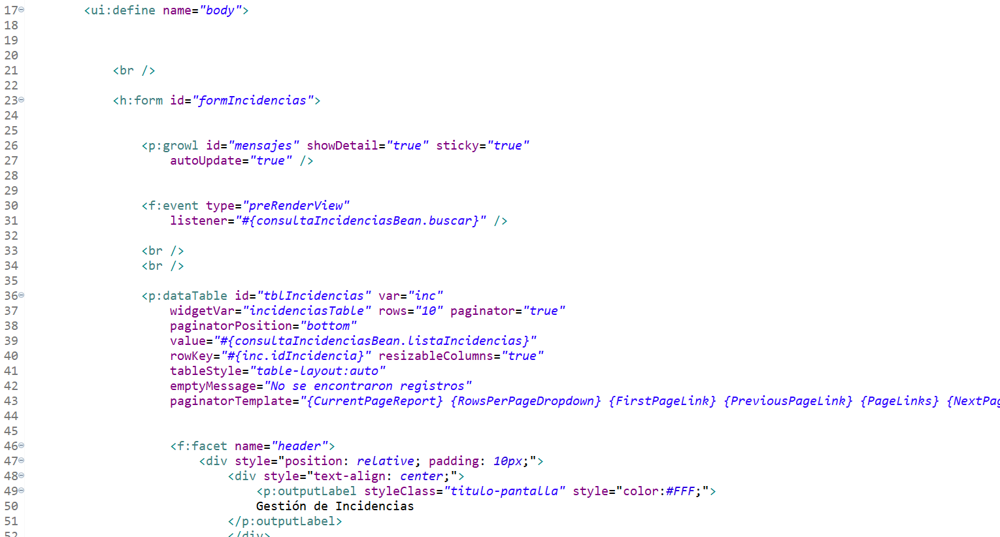 17 <ui:define name="body">
18
19
20
21 <br />
22
23 <h:form id="formIncidencias">
24
25
26 <p:growl id="mensajes" showDetail="true" sticky="true"
27 autoUpdate="true" />
28
29
30 <f:event type="preRenderView"
31 listener="#{consultaIncidenciasBean.buscar}" />
32
33 <br />
34 <br />
35
36 <p:dataTable id="tblIncidencias" var="inc"
37 widgetVar="incidenciasTable" rows="10" paginator="true"
38 paginatorPosition="bottom"
39 value="#{consultaIncidenciasBean.listaIncidencias}"
40 rowKey="#{inc.idIncidencia}" resizableColumns="true"
41 tableStyle="table-layout:auto"
42 emptyMessage="No se encontraron registros"
43 paginatorTemplate="{CurrentPageReport} {RowsPerPageDropdown} {FirstPageLink} {PreviousPageLink} {PageLinks} {NextPag
44
45
46 <f:facet name="header">
47 <div style="position: relative; padding: 10px;">
48 <div style="text-align: center;">
49 <p:outputLabel styleClass="titulo-pantalla" style="color:#FFF;">
50 Gestión de Incidencias
51 </p:outputLabel>
52 </div>